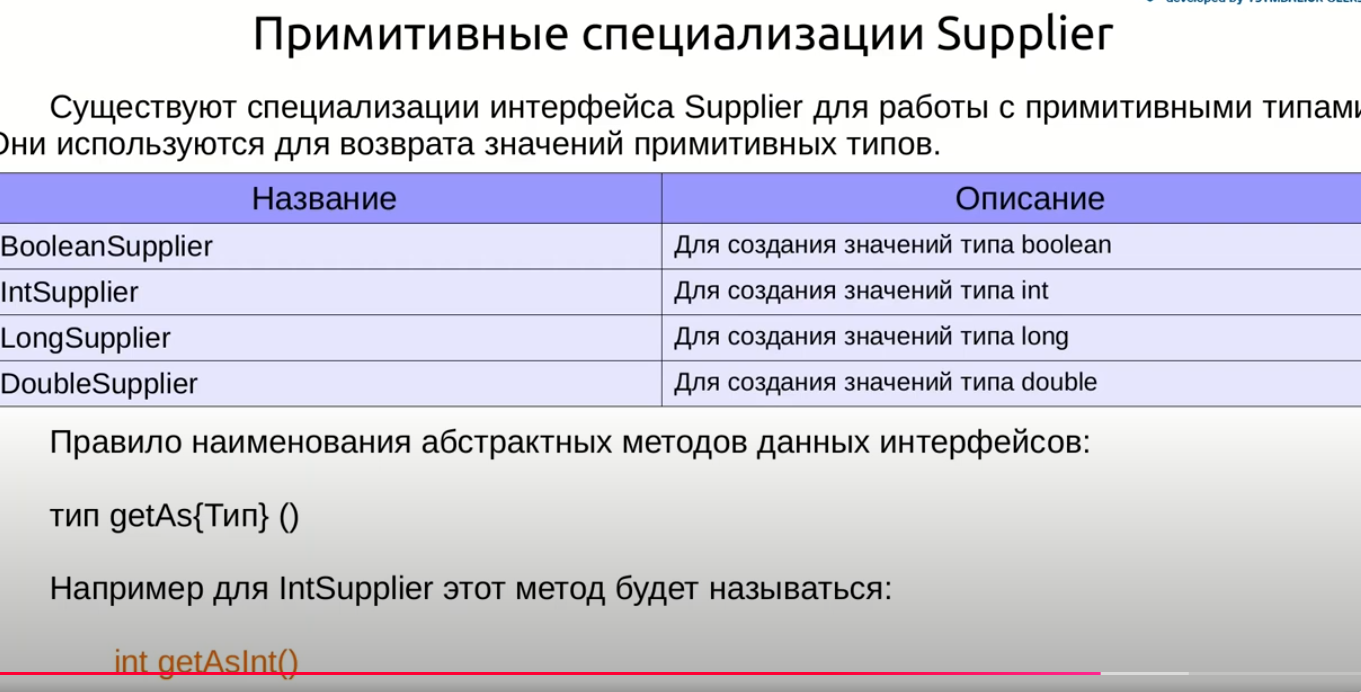 Примитивные специализации Supplier
Существуют специализации интерфейса Supplier для работы с примитивными типами
Они используются для возврата значений примитивных типов.
Название Описание
BooleanSupplier Для создания значений типа boolean
IntSupplier Для создания значений типа int
LongSupplier Для создания значений типа long
DoubleSupplier Для создания значений типа double
Правило наименования абстрактных методов данных интерфейсов:
тип getAs{Тип} ()
Например для IntSupplier этот метод будет называться:
int getAsInt()